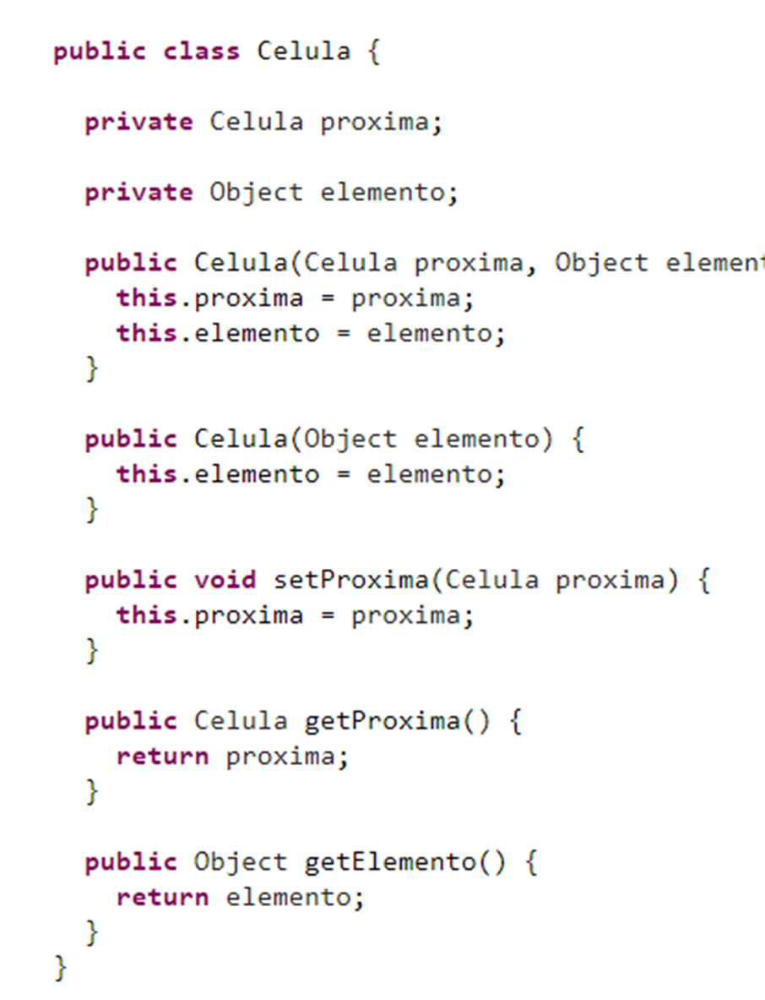 public class Celula {
private Celula proxima;
private Object elemento;
public Celula(Celula proxima, Object element
this.proxima = proxima;
this.elemento = elemento;
}
public Celula(Object elemento) {
this.elemento = elemento;
}
public void setProxima(Celula proxima) {
this.proxima = proxima;
}
public Celula getProxima() {
return proxima;
}
public Object getElemento() {
return elemento;
}
}